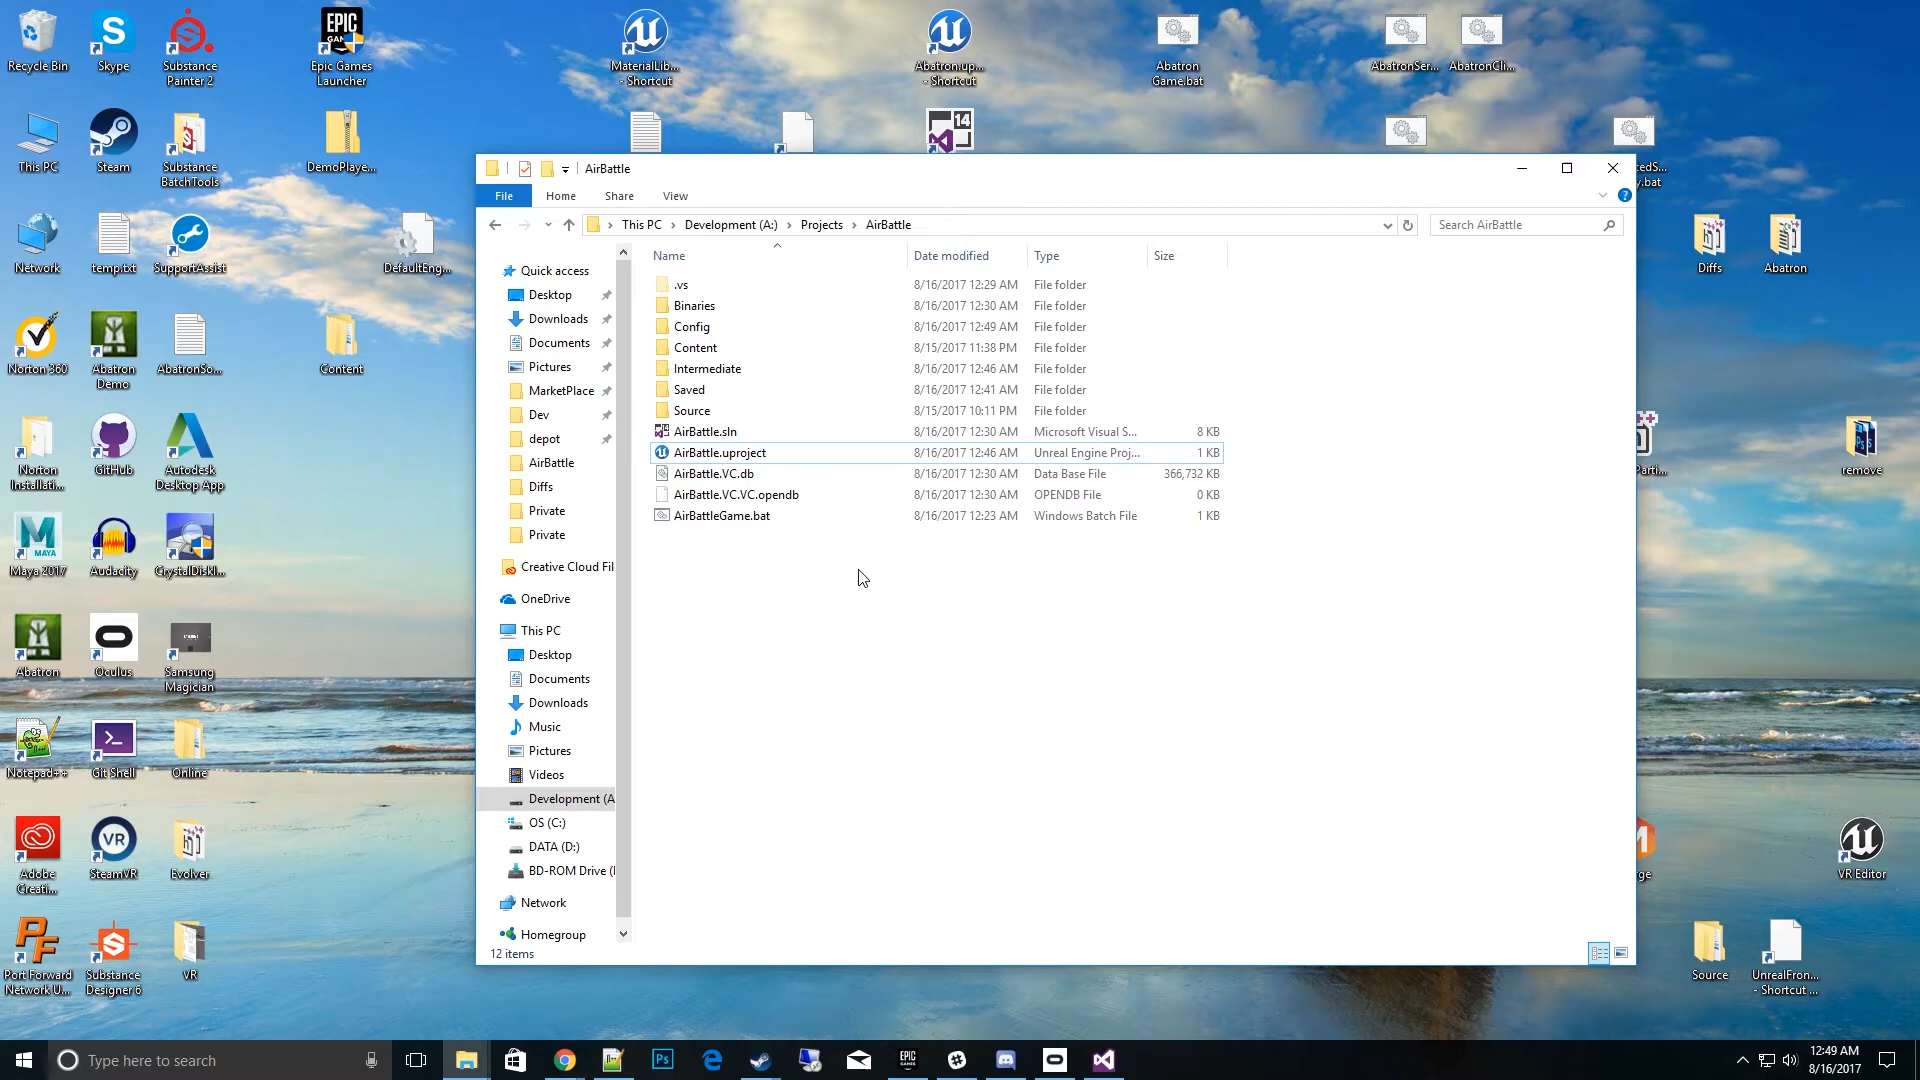 Recycle Bin
Skype
Substance
Painter 2
EPIC
Epic Games
Launcher
MaterialLib...
- Shortcut
Abatron.up...
- Shortcut
Abatron
Game.bat
AbatronSer...
AbatronCli...
This PC
Steam
Substance
BatchTools
DemoPlaye...
14
Network
temp.txt
SupportAssist
DefaultEng...
Diffs
Abatron
Norton 360
Abatron
Demo
AbatronSo...
Content
Norton
Installati...
GitHub
Autodesk
Desktop App
remove
MAYA
Maya 2017
Audacity
CrystalDiskI...
Abatron
Oculus
Samsung
Magician
Notepad++
Git Shell
Online
Adobe
Creati...
VR
SteamVR
Evolver
VR Editor
Port Forward
Network U...
Substance
Designer 6
VR
Source
UnrealFron...
- Shortcut ...
AirBattle
File
Home
Share
View
This PC
Development (A:)
Projects
AirBattle
Search AirBattle
Quick access
Desktop
Downloads
Documents
Pictures
MarketPlace
Dev
depot
AirBattle
Diffs
Private
Private
Creative Cloud Fil
OneDrive
This PC
Desktop
Documents
Downloads
Music
Pictures
Videos
Development (A
OS (C:)
DATA (D:)
BD-ROM Drive (
Network
Homegroup
12 items
Name Date modified Type Size
.vs 8/16/2017 12:29 AM File folder
Binaries 8/16/2017 12:30 AM File folder
Config 8/16/2017 12:49 AM File folder
Content 8/15/2017 11:38 PM File folder
Intermediate 8/16/2017 12:46 AM File folder
Saved 8/16/2017 12:41 AM File folder
Source 8/15/2017 10:11 PM File folder
AirBattle.sln 8/16/2017 12:30 AM Microsoft Visual S... 8 KB
AirBattle.uproject 8/16/2017 12:46 AM Unreal Engine Proj... 1 KB
AirBattle.VC.db 8/16/2017 12:30 AM Data Base File 366,732 KB
AirBattle.VC.VC.opendb 8/16/2017 12:30 AM OPENDB File 0 KB
AirBattleGame.bat 8/16/2017 12:23 AM Windows Batch File 1 KB
Type here to search
Ps
EPIC
12:49 AM
8/16/2017